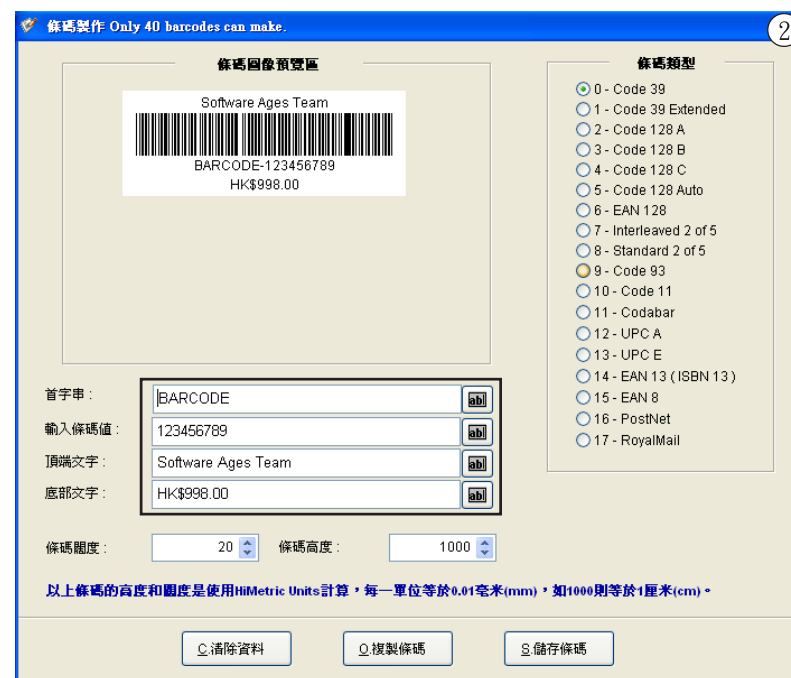 條碼製作 Only 40 barcodes can make.
2
條碼圖像預覽區
Software Ages Team
BARCODE-123456789
HK$998.00
條碼類型
0 - Code 39
1 - Code 39 Extended
2 - Code 128 A
3 - Code 128 B
4 - Code 128 C
5 - Code 128 Auto
6 - EAN 128
7 - Interleaved 2 of 5
8 - Standard 2 of 5
9 - Code 93
10 - Code 11
11 - Codabar
12 - UPC A
13 - UPC E
14 - EAN 13 ( ISBN 13 )
15 - EAN 8
16 - PostNet
17 - RoyalMail
首字串 : BARCODE ab
輸入條碼值 : 123456789 ab
頂端文字 : Software Ages Team ab
底部文字 : HK$998.00 ab
條碼闊度 : 20 條碼高度 : 1000
以上條碼的高度和闊度是使用HiMetric Units計算，每一單位等於0.01毫米(mm)，如1000則等於1厘米(cm)。
C.清除資料 O.複製條碼 S.儲存條碼